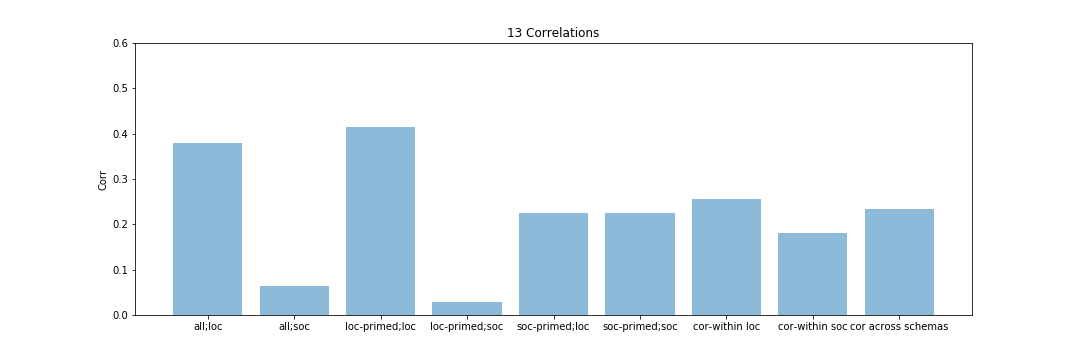 13 Correlations
Corr
0.6
0.5
0.4
0.3
0.2
0.1
0.0
all;loc
all;soc
loc-primed;loc
loc-primed;soc
soc-primed;loc
soc-primed;soc
cor-within loc
cor-within soc
cor across schemas